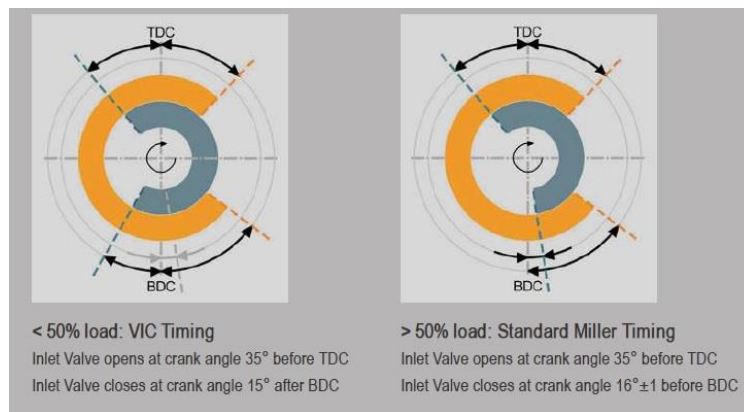 TDC
BDC
< 50% load: VIC Timing
Inlet Valve opens at crank angle 35° before TDC
Inlet Valve closes at crank angle 15° after BDC
TDC
BDC
> 50% load: Standard Miller Timing
Inlet Valve opens at crank angle 35° before TDC
Inlet Valve closes at crank angle 16°±1 before BDC